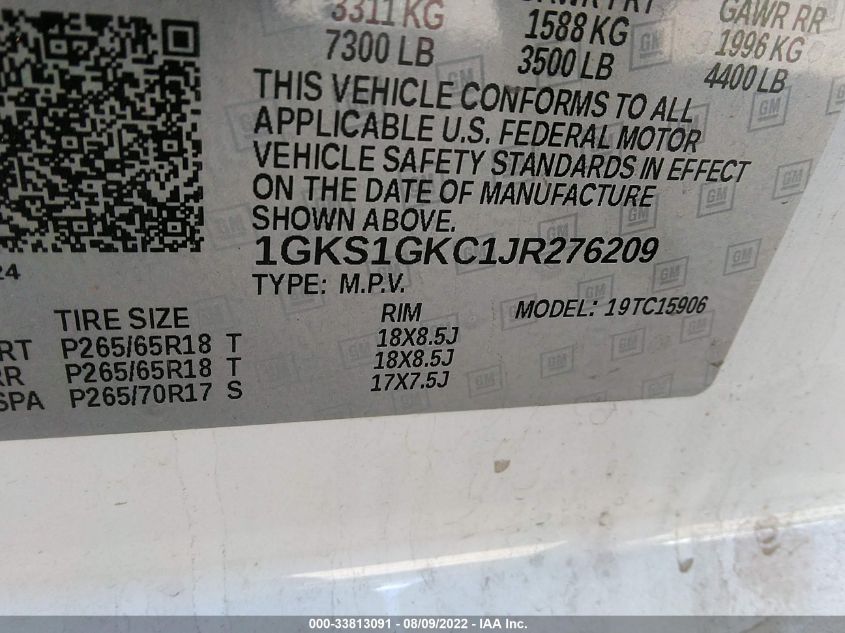 3311 KG
7300 LB
1588 KG
3500 LB
GAWR RR
1996 KG
4400 LB
THIS VEHICLE CONFORMS TO ALL
APPLICABLE U.S. FEDERAL MOTOR
VEHICLE SAFETY STANDARDS IN EFFECT
ON THE DATE OF MANUFACTURE
SHOWN ABOVE.
1GKS1GKC1JR276209
TYPE: M.P.V.
24
TIRE SIZE RIM MODEL: 19TC15906
RT P265/65R18 T 18X8.5J
RR P265/65R18 T 18X8.5J
SPA P265/70R17 S 17X7.5J
000-33813091 - 08/09/2022 - IAA Inc.